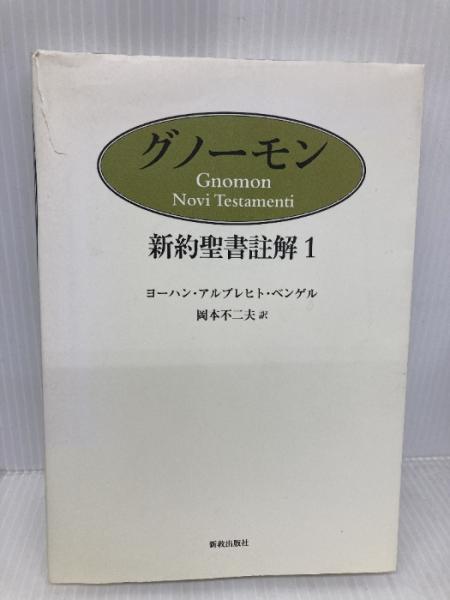 グノーモン
Gnomon
Novi Testamenti
新約聖書註解 1
ヨーハン・アルブレヒト・ベンゲル
岡本不二夫 訳
新教出版社